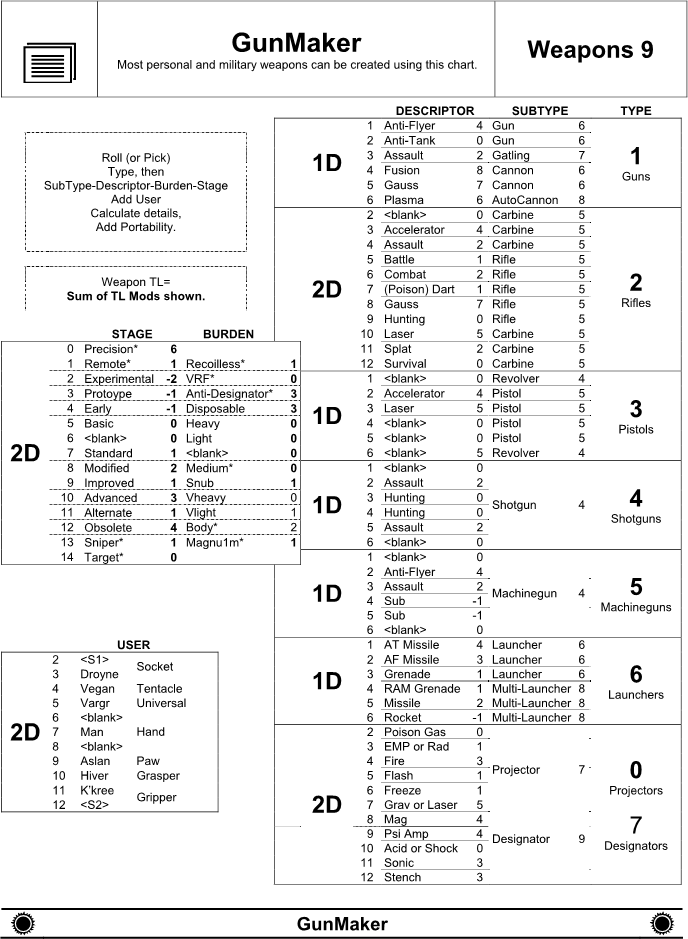 GunMaker
Most personal and military weapons can be created using this chart.
Weapons 9
Roll (or Pick)
Type, then
SubType-Descriptor-Burden-Stage
Add User
Calculate details,
Add Portability.
Weapon TL=
Sum of TL Mods shown.
STAGE BURDEN
2D
0 Precision* 6
1 Remote* 1 Recoilless* 1
2 Experimental -2 VRF* 0
3 Protoype -1 Anti-Designator* 3
4 Early -1 Disposable 3
5 Basic 0 Heavy 0
6 <blank> 0 Light 0
7 Standard 1 <blank> 0
8 Modified 2 Medium* 0
9 Improved 1 Snub 1
10 Advanced 3 Vheavy 0
11 Alternate 1 Vlight 1
12 Obsolete 4 Body* 2
13 Sniper* 1 Magnu1m* 1
14 Target* 0
USER
2D
2 <S1>
Socket
3 Droyne
4 Vegan Tentacle
5 Vargr Universal
6 <blank>
7 Man Hand
8 <blank>
9 Aslan Paw
10 Hiver Grasper
11 K'kree
Gripper
12 <S2>
DESCRIPTOR SUBTYPE TYPE
1D
1 Anti-Flyer 4 Gun 6
2 Anti-Tank 0 Gun 6
3 Assault 2 Gatling 7
4 Fusion 8 Cannon 6
5 Gauss 7 Cannon 6
6 Plasma 6 AutoCannon 8
1
Guns
2D
2 <blank> 0 Carbine 5
3 Accelerator 4 Carbine 5
4 Assault 2 Carbine 5
5 Battle 1 Rifle 5
6 Combat 2 Rifle 5
7 (Poison) Dart 1 Rifle 5
8 Gauss 7 Rifle 5
9 Hunting 0 Rifle 5
10 Laser 5 Carbine 5
11 Splat 2 Carbine 5
12 Survival 0 Carbine 5
2
Rifles
1D
1 <blank> 0 Revolver 4
2 Accelerator 4 Pistol 5
3 Laser 5 Pistol 5
4 <blank> 0 Pistol 5
5 <blank> 0 Pistol 5
6 <blank> 5 Revolver 4
3
Pistols
1D
1 <blank> 0
2 Assault 2
3 Hunting 0
Shotgun 4
4 Hunting 0
5 Assault 2
6 <blank> 0
4
Shotguns
1D
1 <blank> 0
2 Anti-Flyer 4
3 Assault 2
Machinegun 4
4 Sub -1
5 Sub -1
6 <blank> 0
5
Machineguns
1D
1 AT Missile 4 Launcher 6
2 AF Missile 3 Launcher 6
3 Grenade 1 Launcher 6
4 RAM Grenade 1 Multi-Launcher 8
5 Missile 2 Multi-Launcher 8
6 Rocket -1 Multi-Launcher 8
6
Launchers
2D
2 Poison Gas 0
3 EMP or Rad 1
4 Fire 3
Projector 7
5 Flash 1
6 Freeze 1
7 Grav or Laser 5
8 Mag 4
9 Psi Amp 4
Designator 9
10 Acid or Shock 0
11 Sonic 3
12 Stench 3
0
Projectors
7
Designators
GunMaker